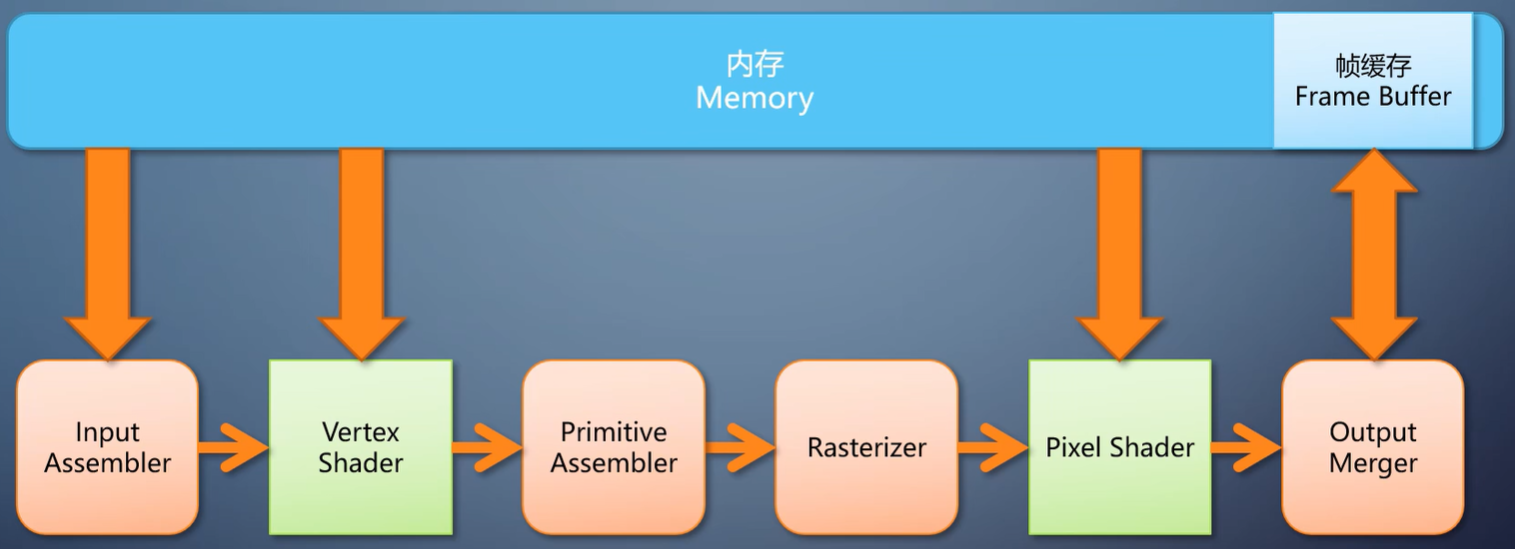 内存
Memory
帧缓存
Frame Buffer
Input
Assembler
Vertex
Shader
Primitive
Assembler
Rasterizer
Pixel Shader
Output
Merger